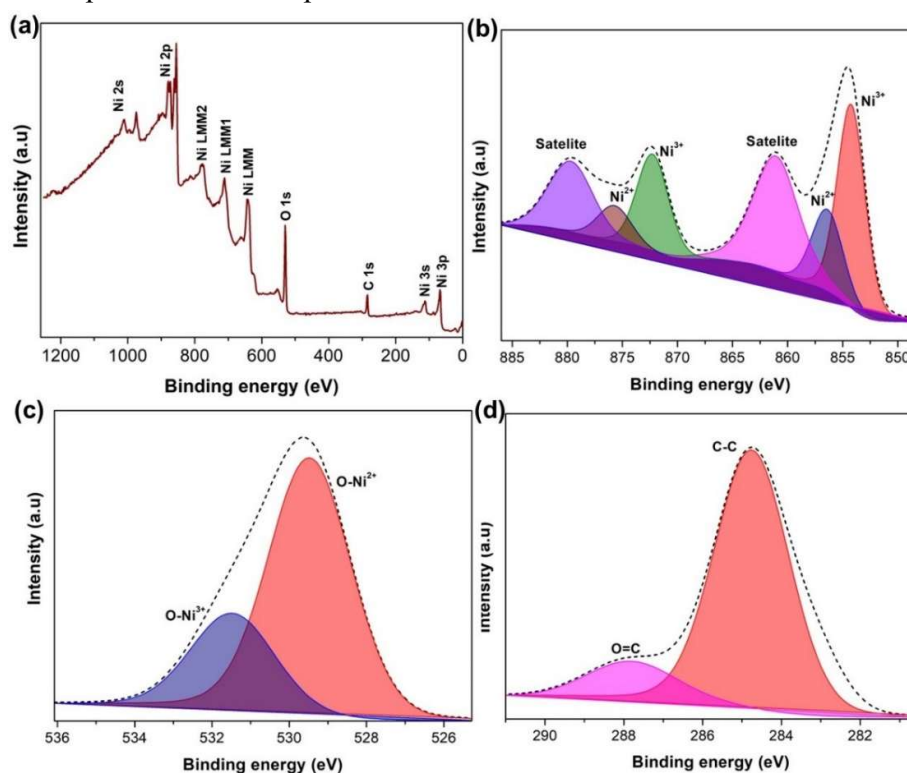 (a)
Intensity (a.u)
Ni 2s
Ni 2p
Ni LMM2
Ni LMM1
Ni LMM
O 1s
C 1s
Ni 3s
Ni 3p
1200 1000 800 600 400 200 0
Binding energy (eV)
(b)
Intensity (a.u)
Satelite
Ni²⁺
Ni³⁺
Satelite
Ni²⁺
Ni³⁺
885 880 875 870 865 860 855 850
Binding energy (eV)
(c)
Intensity (a.u)
O-Ni³⁺
O-Ni²⁺
536 534 532 530 528 526
Binding energy (eV)
(d)
Intensity (a.u)
O=C
C-C
290 288 286 284 282
Binding energy (eV)